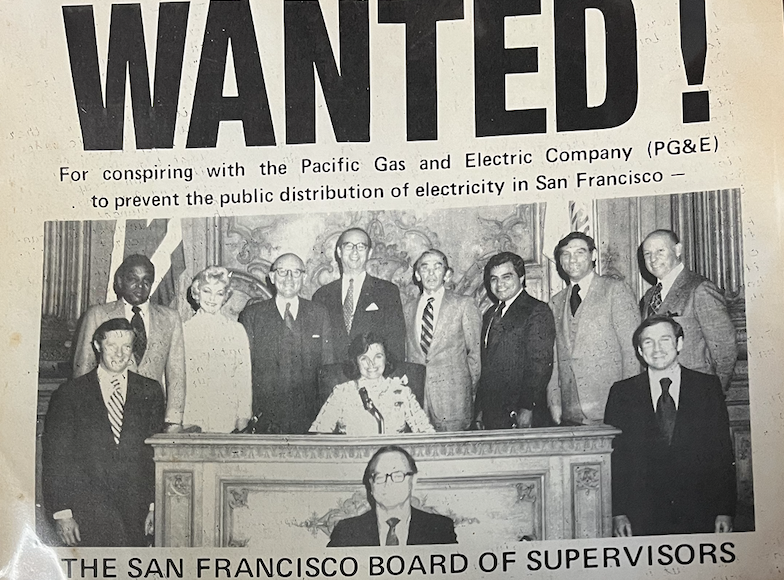 WANTED!
For conspiring with the Pacific Gas and Electric Company (PG&E)
to prevent the public distribution of electricity in San Francisco —
THE SAN FRANCISCO BOARD OF SUPERVISORS